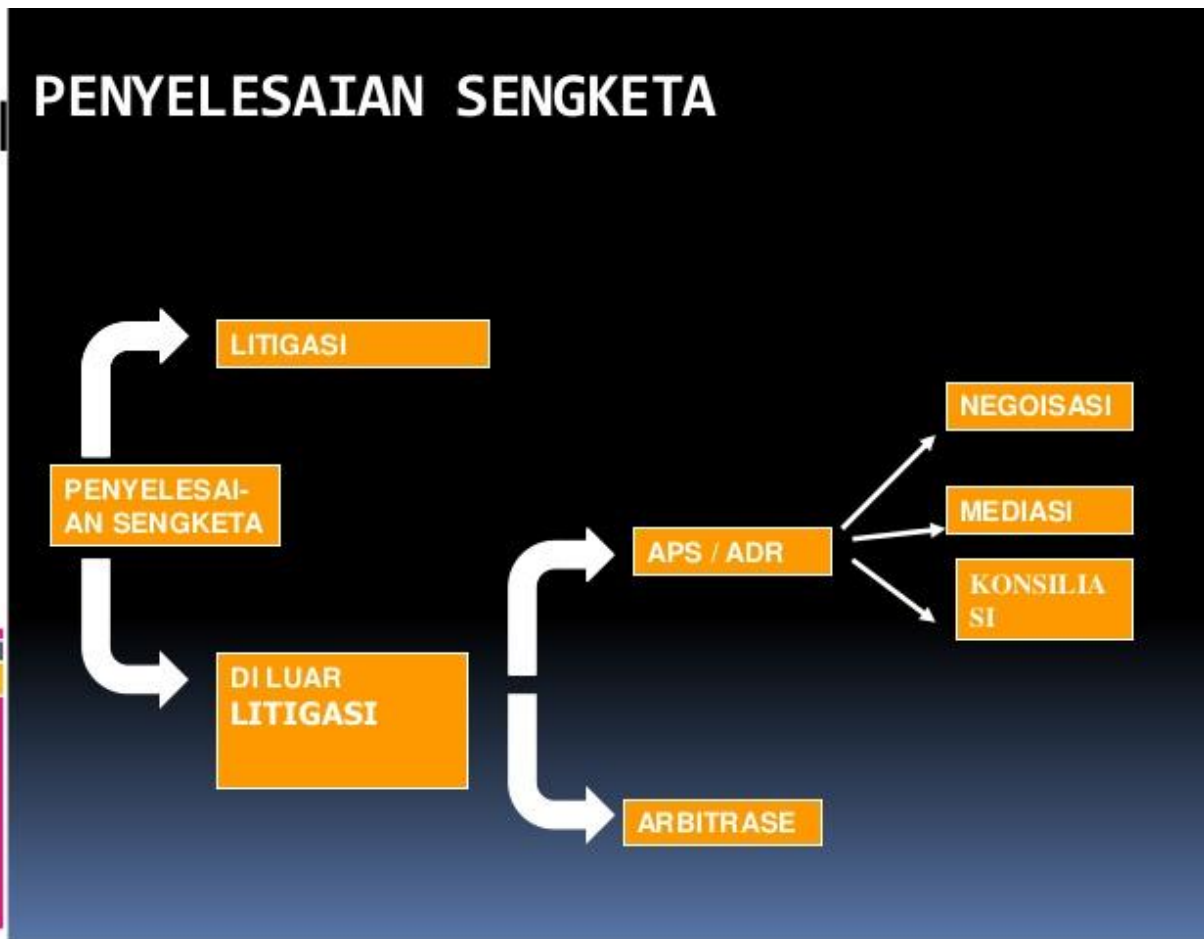 PENYELESAIAN SENGKETA
LITIGASI
PENYELESAI-
AN SENGKETA
DI LUAR
LITIGASI
APS / ADR
ARBITRASE
NEGOISASI
MEDIASI
KONSILIA
SI